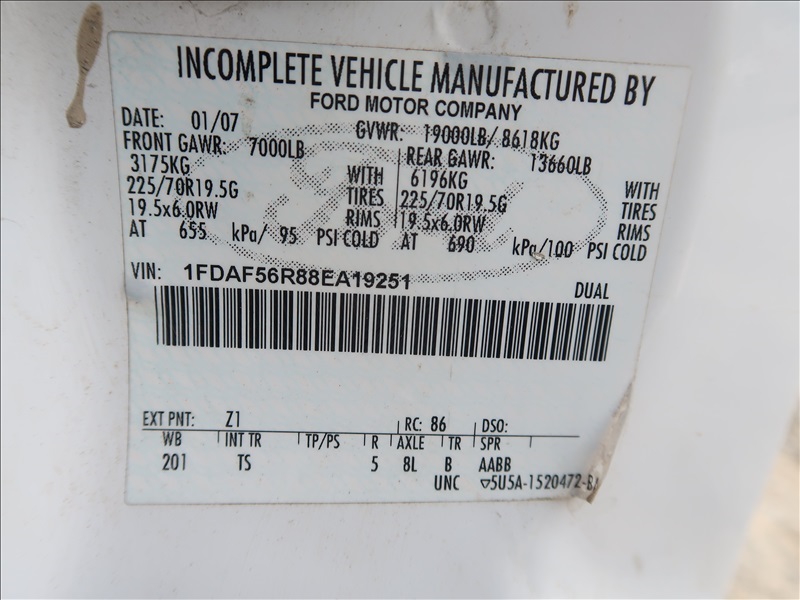 INCOMPLETE VEHICLE MANUFACTURED BY
FORD MOTOR COMPANY
DATE: 01/07 GVWR: 19000LB/ 8618KG
FRONT GAWR: 7000LB REAR GAWR: 13660LB
3175KG WITH 6196KG WITH
225/70R19.5G TIRES 225/70R19.5G TIRES
19.5x6.0RW RIMS 19.5x6.0RW RIMS
AT 655 kPa/ 95 PSI COLD AT 690 kPa/100 PSI COLD
VIN: 1FDAF56R88EA19251 DUAL
EXT PNT: Z1 RC: 86 DSO:
WB INT TR TP/PS R AXLE TR SPR
201 TS 5 8L B AABB
UNC ▽5U5A-1520472-B